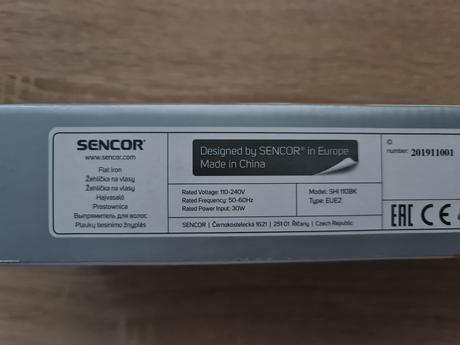 SENCOR®
www.sencor.com
Flat iron
Žehlička na vlasy
Žehlička na vlasy
Hajvasaló
Prostownica
Выпрямитель для волос
Plaukų tiesinimo žnyplės
Designed by SENCOR® in Europe
Made in China
Rated Voltage: 110-240V
Rated Frequency: 50-60Hz
Rated Power Input: 30W
Model: SHI 110BK
Type: EUE2
SENCOR | Černokostelecká 1621 | 251 01 Říčany | Czech Republic
ID
number: 201911001
EAC CE